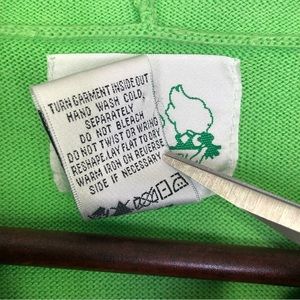 TURN GARMENT INSIDE OUT
HAND WASH COLD,
SEPARATELY
DO NOT BLEACH
DO NOT TWIST OR WRING
RESHAPE, LAY FLAT TO DRY
WARM IRON OR REVERSE
SIDE IF NECESSARY